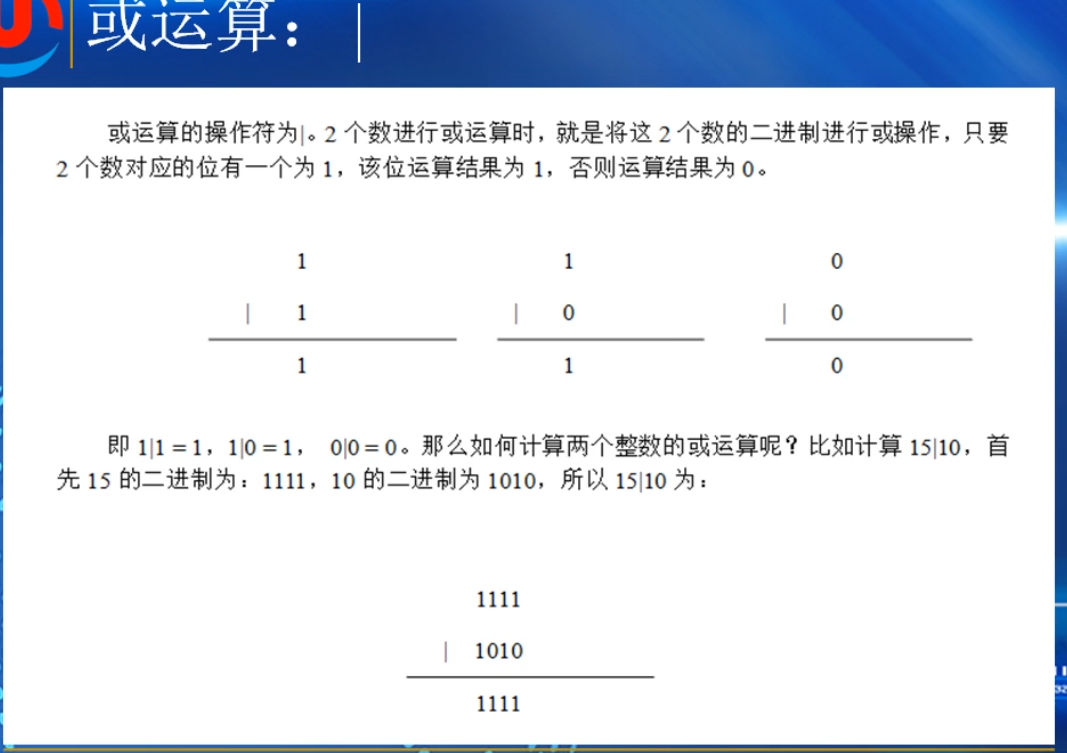 或运算：
或运算的操作符为|。2 个数进行或运算时，就是将这 2 个数的二进制进行或操作，只要
2 个数对应的位有一个为 1，该位运算结果为 1，否则运算结果为 0。
1 1 0
| 1 | 0 | 0
1 1 0
即 1|1 = 1，1|0 = 1， 0|0 = 0。那么如何计算两个整数的或运算呢？比如计算 15|10，首
先 15 的二进制为：1111，10 的二进制为 1010，所以 15|10 为：
1111
| 1010
1111